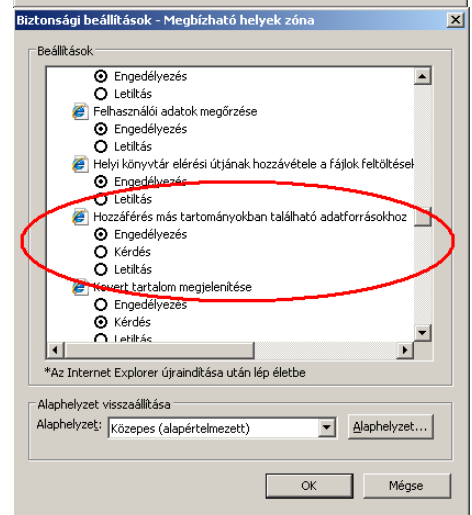 Biztonsági beállítások - Megbízható helyek zóna
Beállítások
Engedélyezés
Letiltás
Felhasználói adatok megőrzése
Engedélyezés
Letiltás
Helyi könyvtár elérési útjának hozzávétele a fájlok feltöltések
Engedélyezés
Letiltás
Hozzáférés más tartományokban található adatforrásokhoz
Engedélyezés
Kérdés
Letiltás
Kevert tartalom megjelenítése
Engedélyezés
Kérdés
Letiltás
*Az Internet Explorer újraindítása után lép életbe
Alaphelyzet visszaállítása
Alaphelyzet: Közepes (alapértelmezett) Alaphelyzet...
OK Mégse